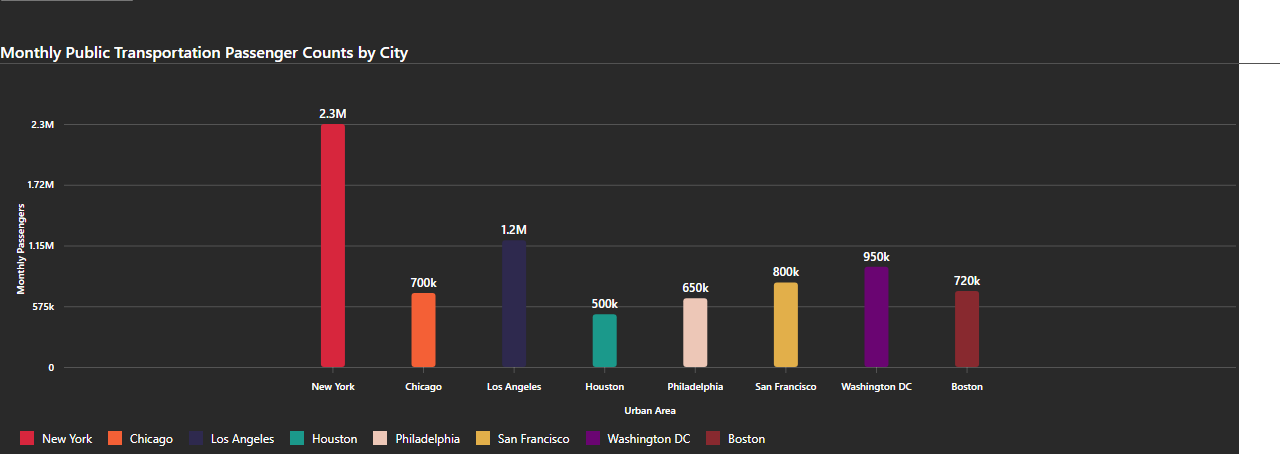 Monthly Public Transportation Passenger Counts by City
2.3M
2.3M
1.72M
1.2M
1.15M
950k
800k
720k
700k
650k
575k
500k
0
Monthly Passengers
New York Chicago Los Angeles Houston Philadelphia San Francisco Washington DC Boston
Urban Area
New York Chicago Los Angeles Houston Philadelphia San Francisco Washington DC Boston